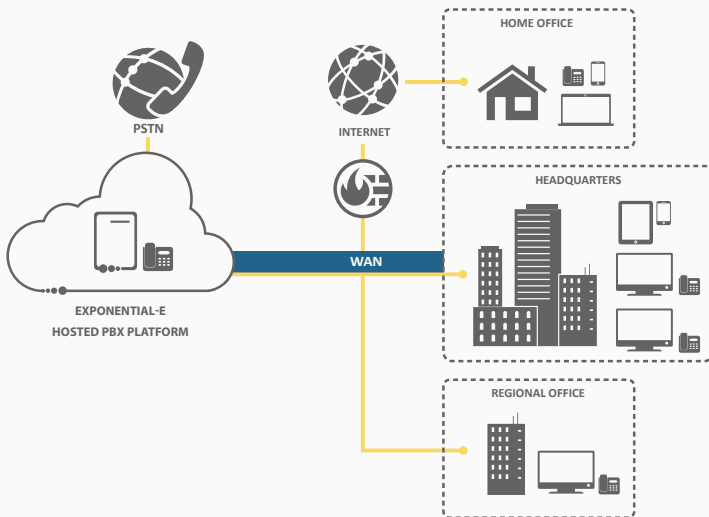 HOME OFFICE
PSTN
INTERNET
HEADQUARTERS
WAN
EXPONENTIAL-E
HOSTED PBX PLATFORM
REGIONAL OFFICE